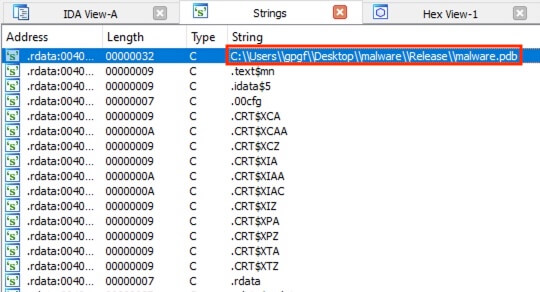 IDA View-A Strings Hex View-1
Address Length Type String
.rdata:0040... 00000032 C C:\\Users\\gpgf\\Desktop\\malware\\Release\\malware.pdb
.rdata:0040... 00000009 C .text$mn
.rdata:0040... 00000009 C .idata$5
.rdata:0040... 00000007 C .00cfg
.rdata:0040... 00000009 C .CRT$XCA
.rdata:0040... 0000000A C .CRT$XCAA
.rdata:0040... 00000009 C .CRT$XCZ
.rdata:0040... 00000009 C .CRT$XIA
.rdata:0040... 0000000A C .CRT$XIAA
.rdata:0040... 0000000A C .CRT$XIAC
.rdata:0040... 00000009 C .CRT$XIZ
.rdata:0040... 00000009 C .CRT$XPA
.rdata:0040... 00000009 C .CRT$XPZ
.rdata:0040... 00000009 C .CRT$XTA
.rdata:0040... 00000009 C .CRT$XTZ
.rdata:0040... 00000007 C .rdata